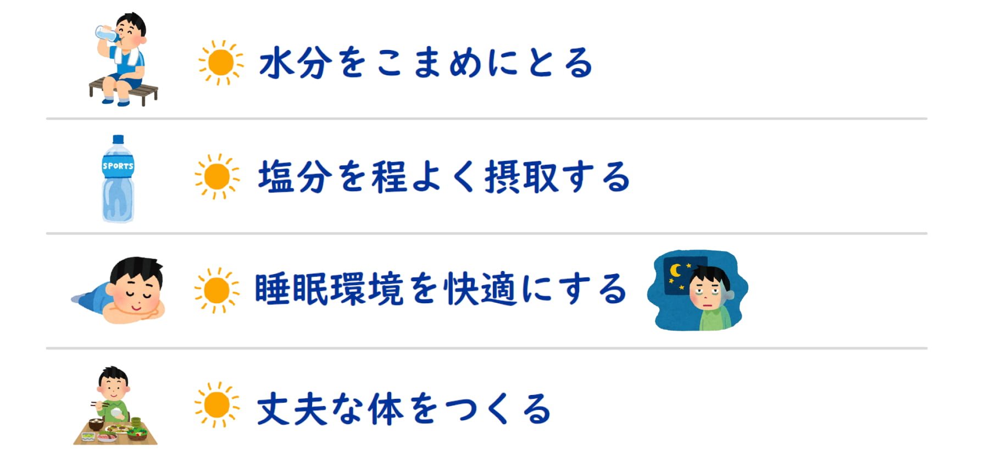 水分をこまめにとる
SPORTS
塩分を程よく摂取する
睡眠環境を快適にする
丈夫な体をつくる